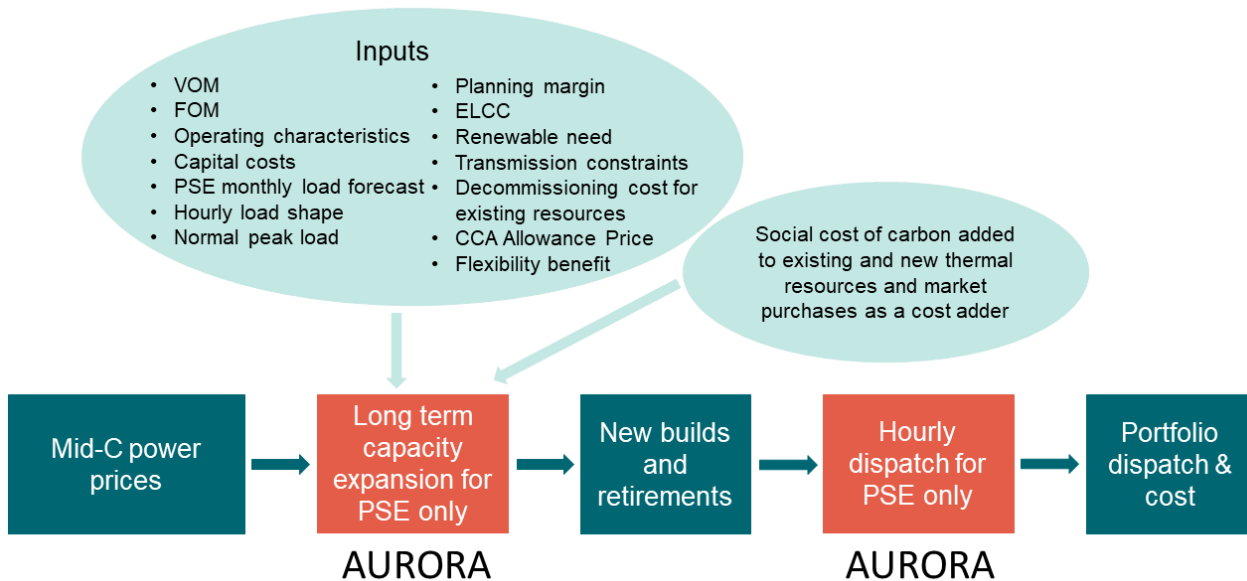 Inputs
• VOM
• FOM
• Operating characteristics
• Capital costs
• PSE monthly load forecast
• Hourly load shape
• Normal peak load
• Planning margin
• ELCC
• Renewable need
• Transmission constraints
• Decommissioning cost for
existing resources
• CCA Allowance Price
• Flexibility benefit
Social cost of carbon added
to existing and new thermal
resources and market
purchases as a cost adder
Mid-C power
prices
Long term
capacity
expansion for
PSE only
AURORA
New builds
and
retirements
Hourly
dispatch for
PSE only
AURORA
Portfolio
dispatch &
cost